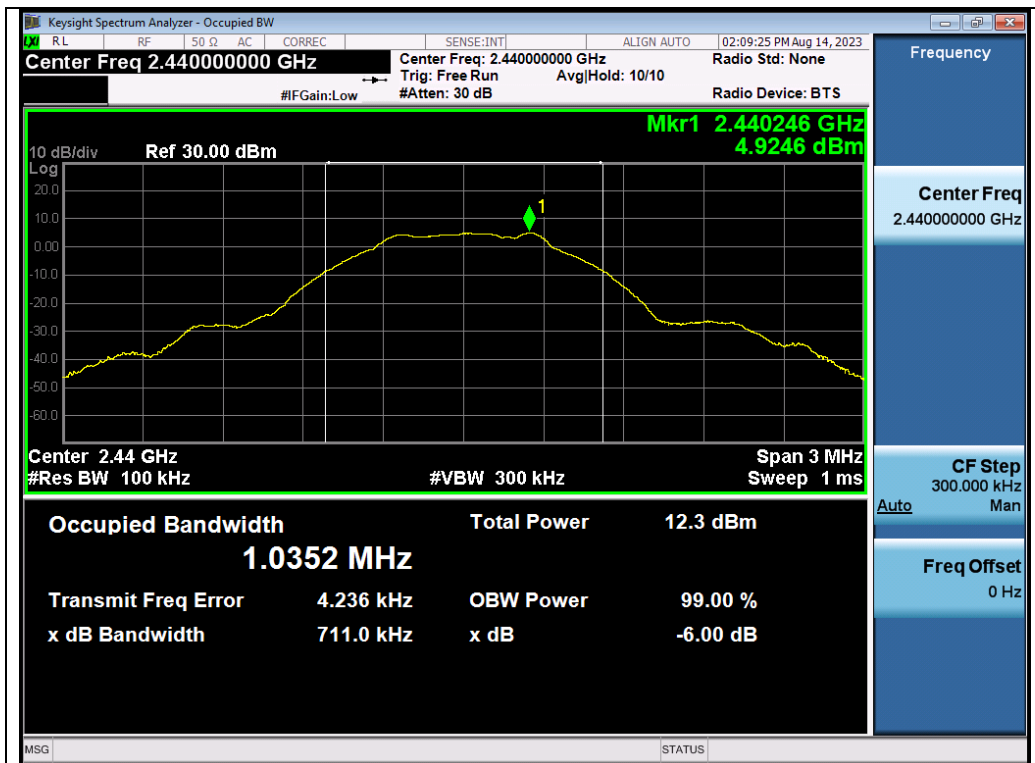 Keysight Spectrum Analyzer - Occupied BW
LXI RL RF 50 Ω AC CORREC SENSE:INT ALIGN AUTO 02:09:25 PM Aug 14, 2023
Center Freq 2.440000000 GHz
Center Freq: 2.440000000 GHz
Radio Std: None
Trig: Free Run Avg|Hold: 10/10
#IFGain:Low
#Atten: 30 dB
Radio Device: BTS
Mkr1 2.440246 GHz
4.9246 dBm
10 dB/div Ref 30.00 dBm
Log
20.0
10.0
0.00
-10.0
-20.0
-30.0
-40.0
-50.0
-60.0
1
Center 2.44 GHz Span 3 MHz
#Res BW 100 kHz #VBW 300 kHz Sweep 1 ms
Occupied Bandwidth Total Power 12.3 dBm
1.0352 MHz
Transmit Freq Error 4.236 kHz OBW Power 99.00 %
x dB Bandwidth 711.0 kHz x dB -6.00 dB
Frequency
Center Freq
2.440000000 GHz
CF Step
300.000 kHz
Auto Man
Freq Offset
0 Hz
MSG STATUS